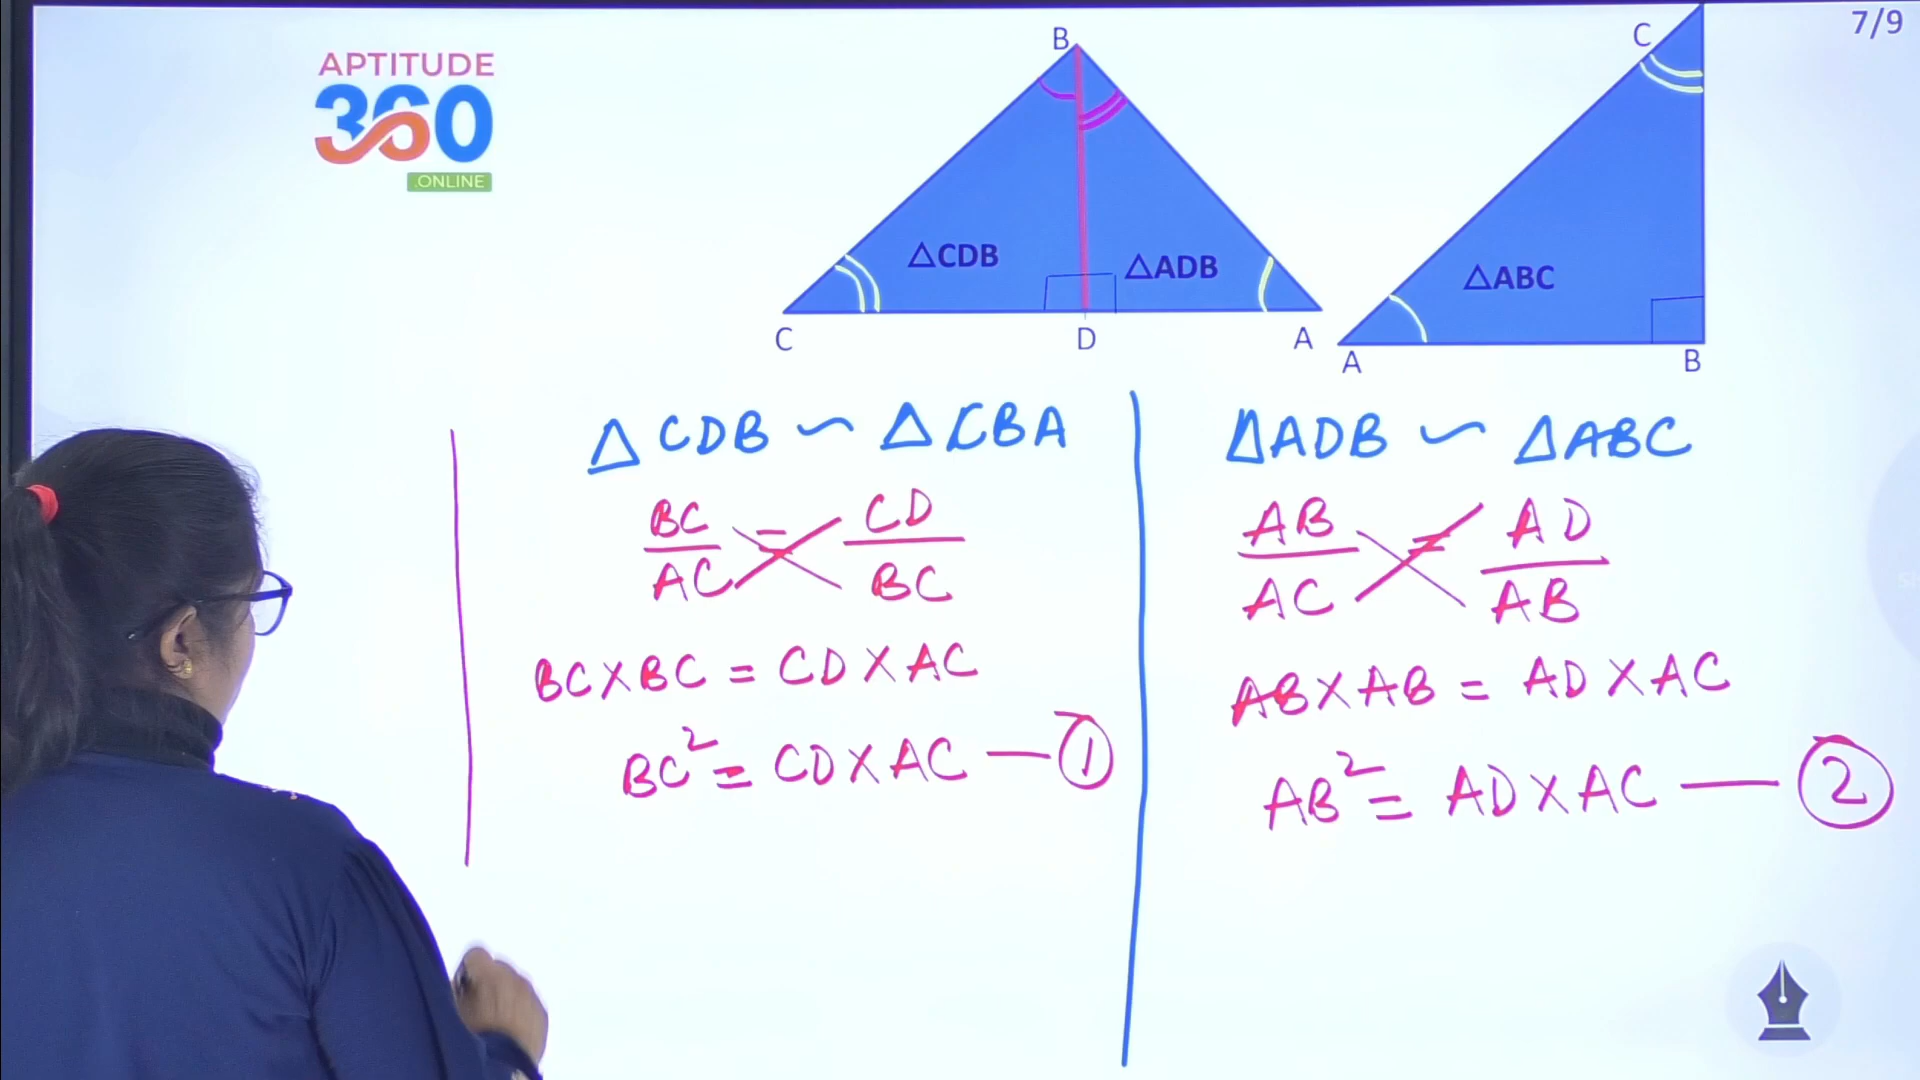 7/9
APTITUDE
360
.ONLINE
B
C
△CDB
△ADB
△ABC
C
D
A
A
B
△ CDB ~ △ CBA
BC/AC = CD/BC
BC X BC = CD X AC
BC² = CD X AC — ①
△ADB ~ △ABC
AB/AC = AD/AB
AB X AB = AD X AC
AB² = AD X AC — ②